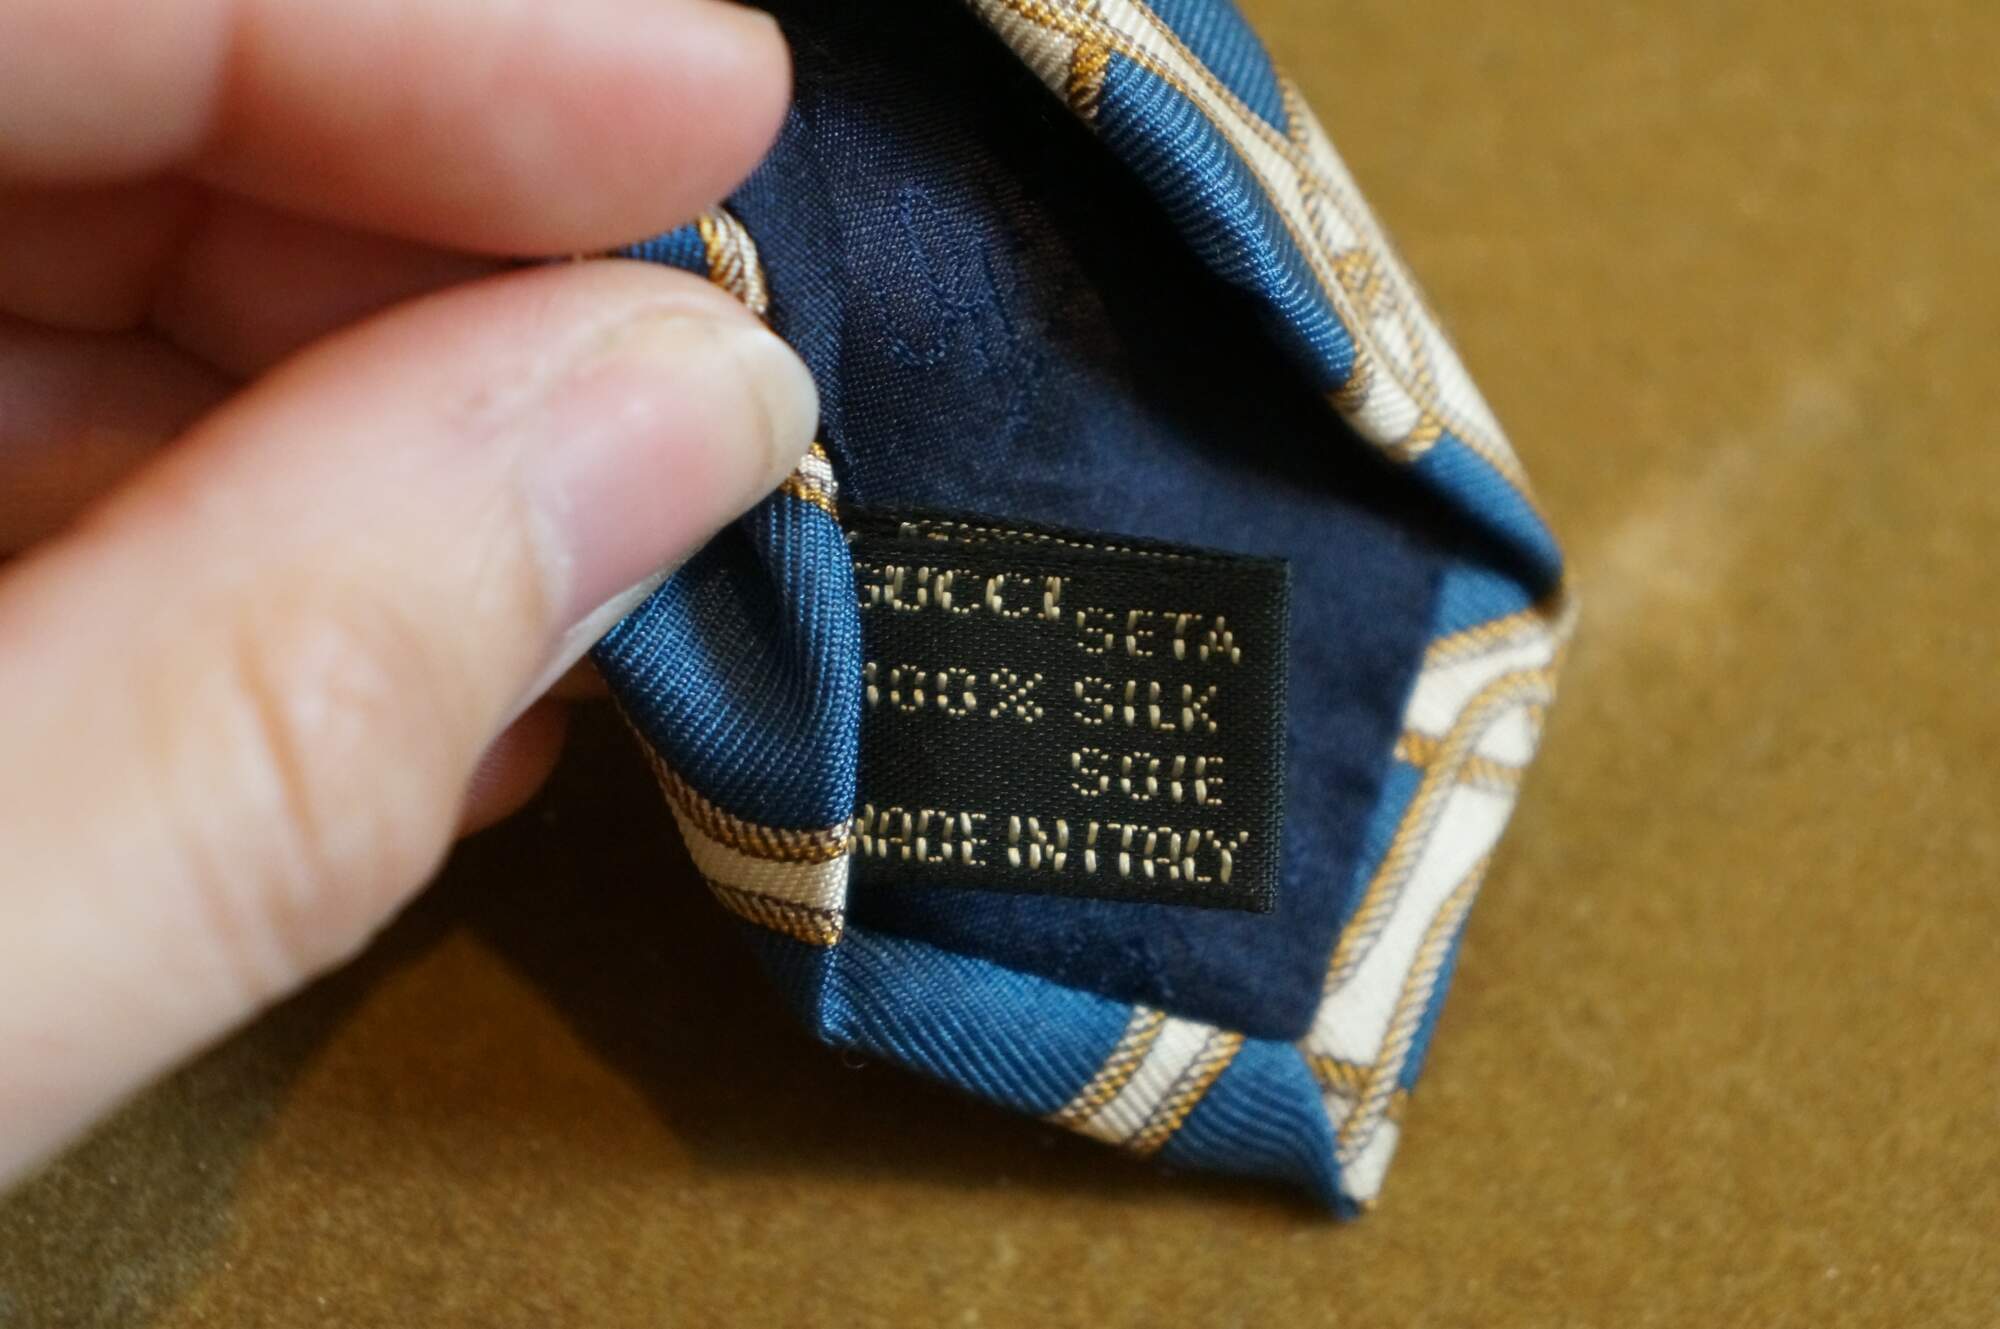 GUCCI SETA
100% SILK
SOIE
MADE IN ITALY